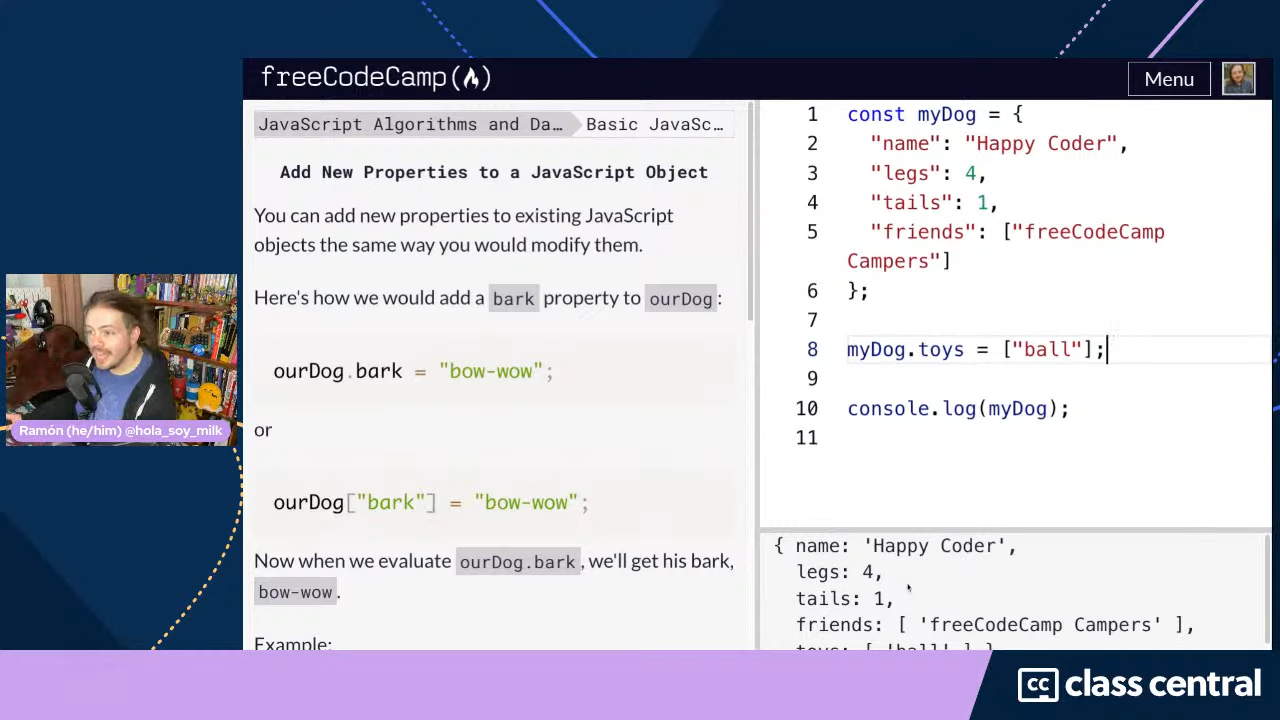 freeCodeCamp
Menu
JavaScript Algorithms and Da…
Basic JavaSc…
Add New Properties to a JavaScript Object
You can add new properties to existing JavaScript
objects the same way you would modify them.
Here's how we would add a bark property to ourDog:
ourDog.bark = "bow-wow";
or
ourDog["bark"] = "bow-wow";
Now when we evaluate ourDog.bark, we'll get his bark,
bow-wow.
Example:
1 const myDog = {
2 "name": "Happy Coder",
3 "legs": 4,
4 "tails": 1,
5 "friends": ["freeCodeCamp
Campers"]
6 };
7
8 myDog.toys = ["ball"];
9
10 console.log(myDog);
11
{ name: 'Happy Coder',
legs: 4,
tails: 1,
friends: [ 'freeCodeCamp Campers' ],
toys: [ 'ball' ] }
Ramón (he/him) @hola_soy_milk
cc class central